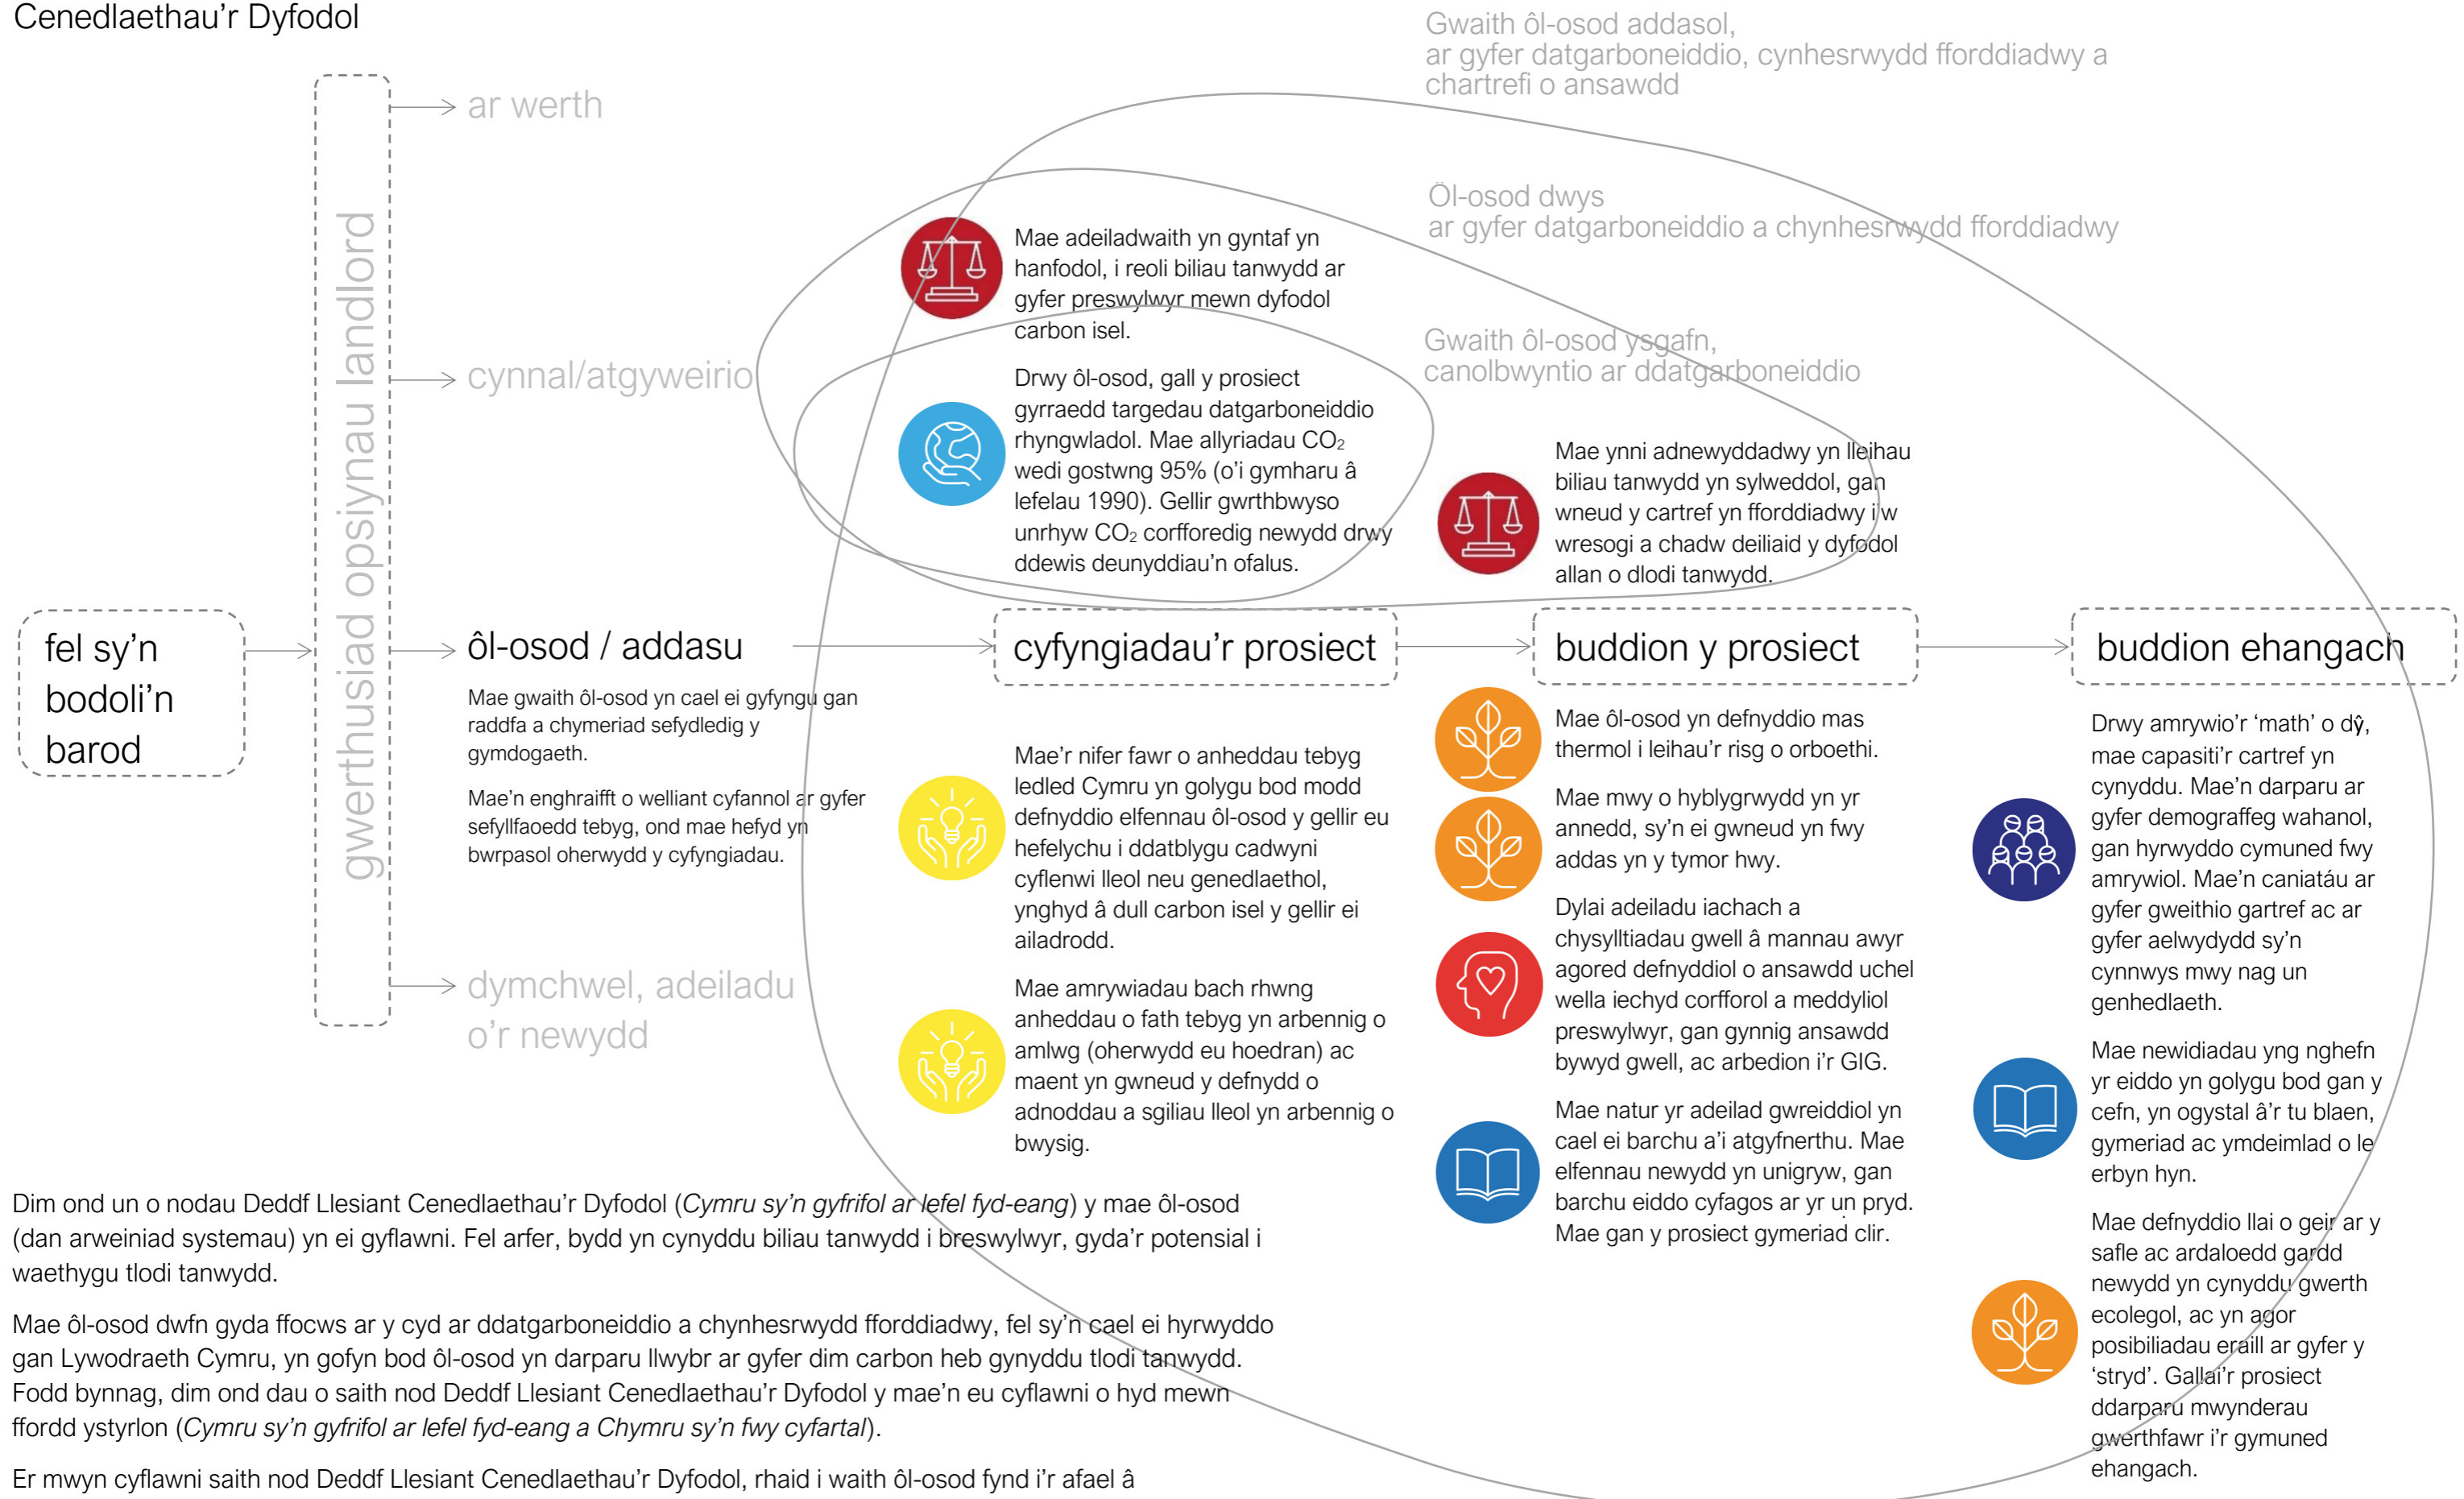 Cenedlaethau'r Dyfodol
Gwaith ôl-osod addasol,
ar gyfer datgarboneiddio, cynhesrwydd fforddiadwy a
chartrefi o ansawdd
Ôl-osod dwys
ar gyfer datgarboneiddio a chynhesrwydd fforddiadwy
Gwaith ôl-osod ysgafn,
canolbwyntio ar ddatgarboneiddio
fel sy'n
bodoli'n
barod
gwerthusiad opsiynau landlord
ar werth
cynnal/atgyweirio
ôl-osod / addasu
Mae gwaith ôl-osod yn cael ei gyfyngu gan
raddfa a chymeriad sefydledig y
gymdogaeth.
Mae'n enghraifft o welliant cyfannol ar gyfer
sefyllfaoedd tebyg, ond mae hefyd yn
bwrpasol oherwydd y cyfyngiadau.
dymchwel, adeiladu
o'r newydd
Mae adeiladwaith yn gyntaf yn
hanfodol, i reoli biliau tanwydd ar
gyfer preswylwyr mewn dyfodol
carbon isel.
Drwy ôl-osod, gall y prosiect
gyrraedd targedau datgarboneiddio
rhyngwladol. Mae allyriadau CO₂
wedi gostwng 95% (o'i gymharu â
lefelau 1990). Gellir gwrthbwyso
unrhyw CO₂ corfforedig newydd drwy
ddewis deunyddiau'n ofalus.
cyfyngiadau'r prosiect
Mae'r nifer fawr o anheddau tebyg
ledled Cymru yn golygu bod modd
defnyddio elfennau ôl-osod y gellir eu
hefelychu i ddatblygu cadwyni
cyflenwi lleol neu genedlaethol,
ynghyd â dull carbon isel y gellir ei
ailadrodd.
Mae amrywiadau bach rhwng
anheddau o fath tebyg yn arbennig o
amlwg (oherwydd eu hoedran) ac
maent yn gwneud y defnydd o
adnoddau a sgiliau lleol yn arbennig o
bwysig.
Mae ynni adnewyddadwy yn lleihau
biliau tanwydd yn sylweddol, gan
wneud y cartref yn fforddiadwy i'w
wresogi a chadw deiliaid y dyfodol
allan o dlodi tanwydd.
buddion y prosiect
Mae ôl-osod yn defnyddio mas
thermol i leihau'r risg o orboethi.
Mae mwy o hyblygrwydd yn yr
annedd, sy'n ei gwneud yn fwy
addas yn y tymor hwy.
Dylai adeiladu iachach a
chysylltiadau gwell â mannau awyr
agored defnyddiol o ansawdd uchel
wella iechyd corfforol a meddyliol
preswylwyr, gan gynnig ansawdd
bywyd gwell, ac arbedion i'r GIG.
Mae natur yr adeilad gwreiddiol yn
cael ei barchu a'i atgyfnerthu. Mae
elfennau newydd yn unigryw, gan
barchu eiddo cyfagos ar yr un pryd.
Mae gan y prosiect gymeriad clir.
buddion ehangach
Drwy amrywio'r 'math' o dŷ,
mae capasiti'r cartref yn
cynyddu. Mae'n darparu ar
gyfer demograffeg wahanol,
gan hyrwyddo cymuned fwy
amrywiol. Mae'n caniatáu ar
gyfer gweithio gartref ac ar
gyfer aelwydydd sy'n
cynnwys mwy nag un
genhedlaeth.
Mae newidiadau yng nghefn
yr eiddo yn golygu bod gan y
cefn, yn ogystal â'r tu blaen,
gymeriad ac ymdeimlad o le
erbyn hyn.
Mae defnyddio llai o geir ar y
safle ac ardaloedd gardd
newydd yn cynyddu gwerth
ecolegol, ac yn agor
posibiliadau eraill ar gyfer y
'stryd'. Gallai'r prosiect
ddarparu mwynderau
gwerthfawr i'r gymuned
ehangach.
Dim ond un o nodau Deddf Llesiant Cenedlaethau'r Dyfodol (Cymru sy'n gyfrifol ar lefel fyd-eang) y mae ôl-osod
(dan arweiniad systemau) yn ei gyflawni. Fel arfer, bydd yn cynyddu biliau tanwydd i breswylwyr, gyda'r potensial i
waethygu tlodi tanwydd.
Mae ôl-osod dwfn gyda ffocws ar y cyd ar ddatgarboneiddio a chynhesrwydd fforddiadwy, fel sy'n cael ei hyrwyddo
gan Lywodraeth Cymru, yn gofyn bod ôl-osod yn darparu llwybr ar gyfer dim carbon heb gynyddu tlodi tanwydd.
Fodd bynnag, dim ond dau o saith nod Deddf Llesiant Cenedlaethau'r Dyfodol y mae'n eu cyflawni o hyd mewn
ffordd ystyrlon (Cymru sy'n gyfrifol ar lefel fyd-eang a Chymru sy'n fwy cyfartal).
Er mwyn cyflawni saith nod Deddf Llesiant Cenedlaethau'r Dyfodol, rhaid i waith ôl-osod fynd i'r afael â